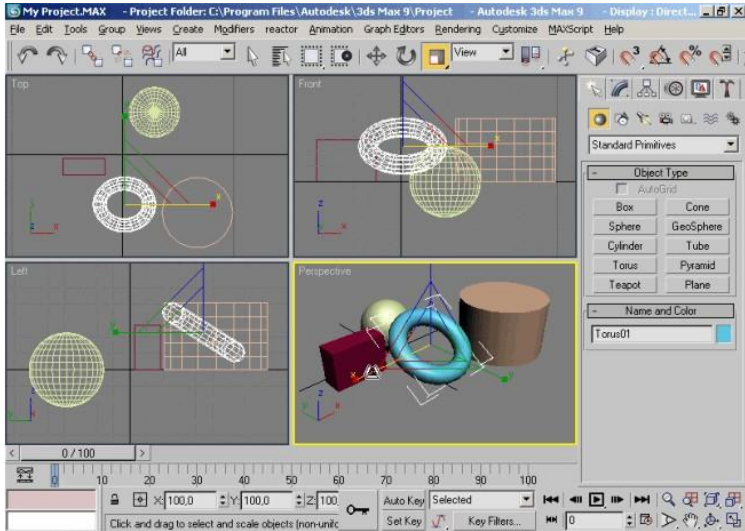 My Project.MAX - Project Folder: C:\Program Files\Autodesk\3ds Max 9\Project - Autodesk 3ds Max 9 - Display : Direct...
File Edit Tools Group Views Create Modifiers reactor Animation Graph Editors Rendering Customize MAXScript Help
All View 3 %
Top Front
x
x
z
y x
z
x
Standard Primitives
- Object Type
AutoGrid
Box Cone
Sphere GeoSphere
Cylinder Tube
Torus Pyramid
Teapot Plane
- Name and Color
Torus01
Left Perspective
y
z
y
x
y
z
y x
< 0 / 100 >
0 10 20 30 40 50 60 70 80 90 100
X: 100,0 Y: 100,0 Z: 100 Auto Key Selected
Click and drag to select and scale objects (non-unifo Set Key Key Filters... 0